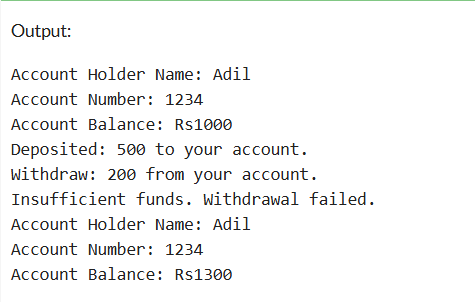 Output:
Account Holder Name: Adil
Account Number: 1234
Account Balance: Rs1000
Deposited: 500 to your account.
Withdraw: 200 from your account.
Insufficient funds. Withdrawal failed.
Account Holder Name: Adil
Account Number: 1234
Account Balance: Rs1300